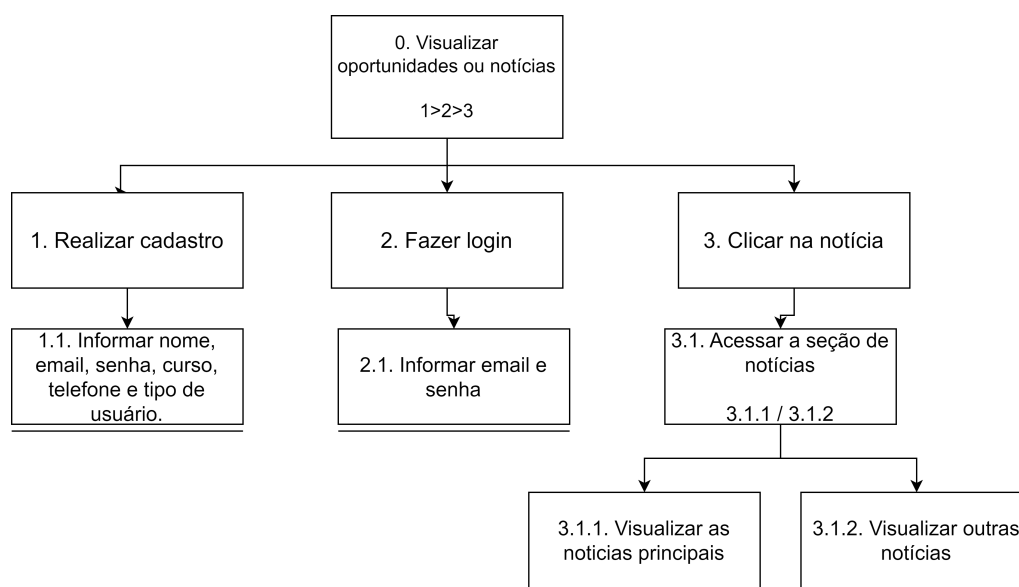 0. Visualizar
oportunidades ou notícias
1>2>3
1. Realizar cadastro
2. Fazer login
3. Clicar na notícia
1.1. Informar nome,
email, senha, curso,
telefone e tipo de
usuário.
2.1. Informar email e
senha
3.1. Acessar a seção de
notícias
3.1.1 / 3.1.2
3.1.1. Visualizar as
noticias principais
3.1.2. Visualizar outras
notícias